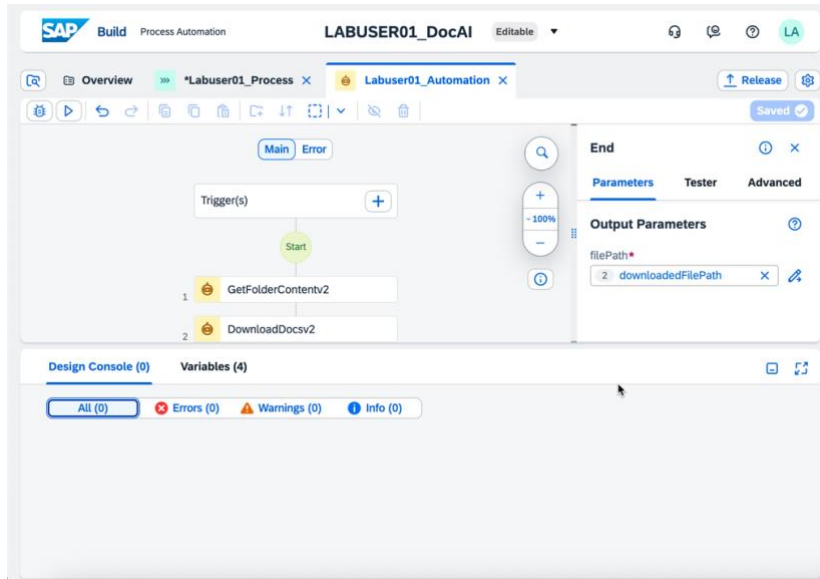 SAP Build Process Automation LABUSER01_DocAI Editable LA
Overview *Labuser01_Process Labuser01_Automation Release
Saved
Main Error
Trigger(s)
Start
1 GetFolderContentv2
2 DownloadDocsv2
- 100%
End
Parameters Tester Advanced
Output Parameters
filePath*
2 downloadedFilePath
Design Console (0) Variables (4)
All (0) Errors (0) Warnings (0) Info (0)